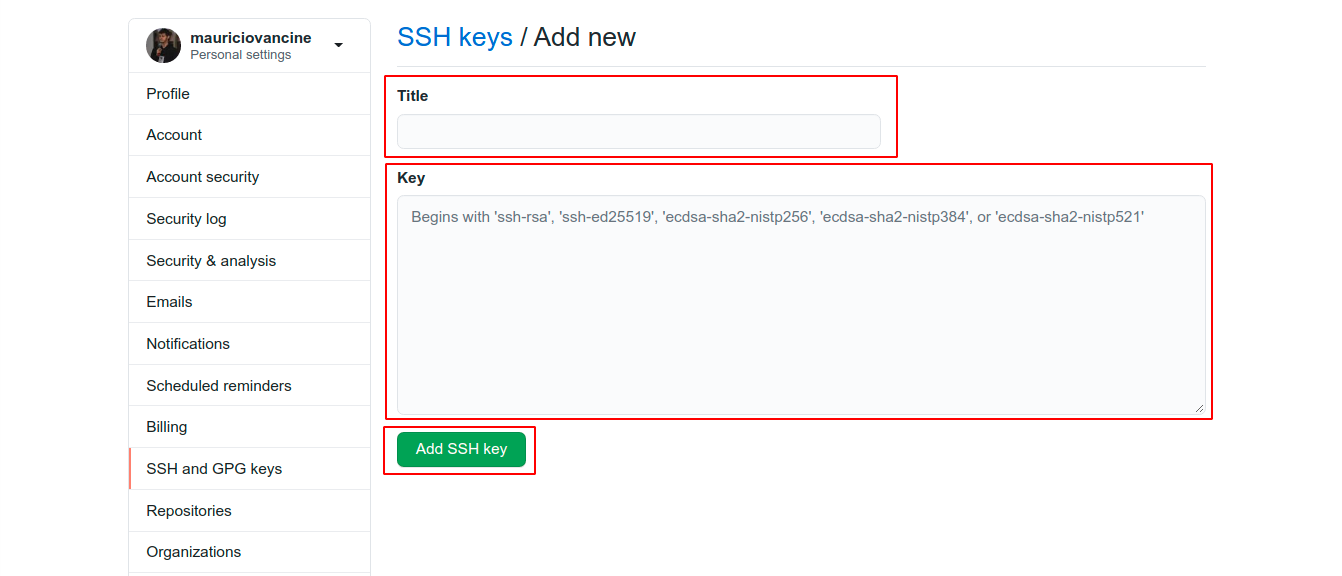 mauriciovancine
Personal settings
Profile
Account
Account security
Security log
Security & analysis
Emails
Notifications
Scheduled reminders
Billing
SSH and GPG keys
Repositories
Organizations
SSH keys / Add new
Title
Key
Begins with 'ssh-rsa', 'ssh-ed25519', 'ecdsa-sha2-nistp256', 'ecdsa-sha2-nistp384', or 'ecdsa-sha2-nistp521'
Add SSH key